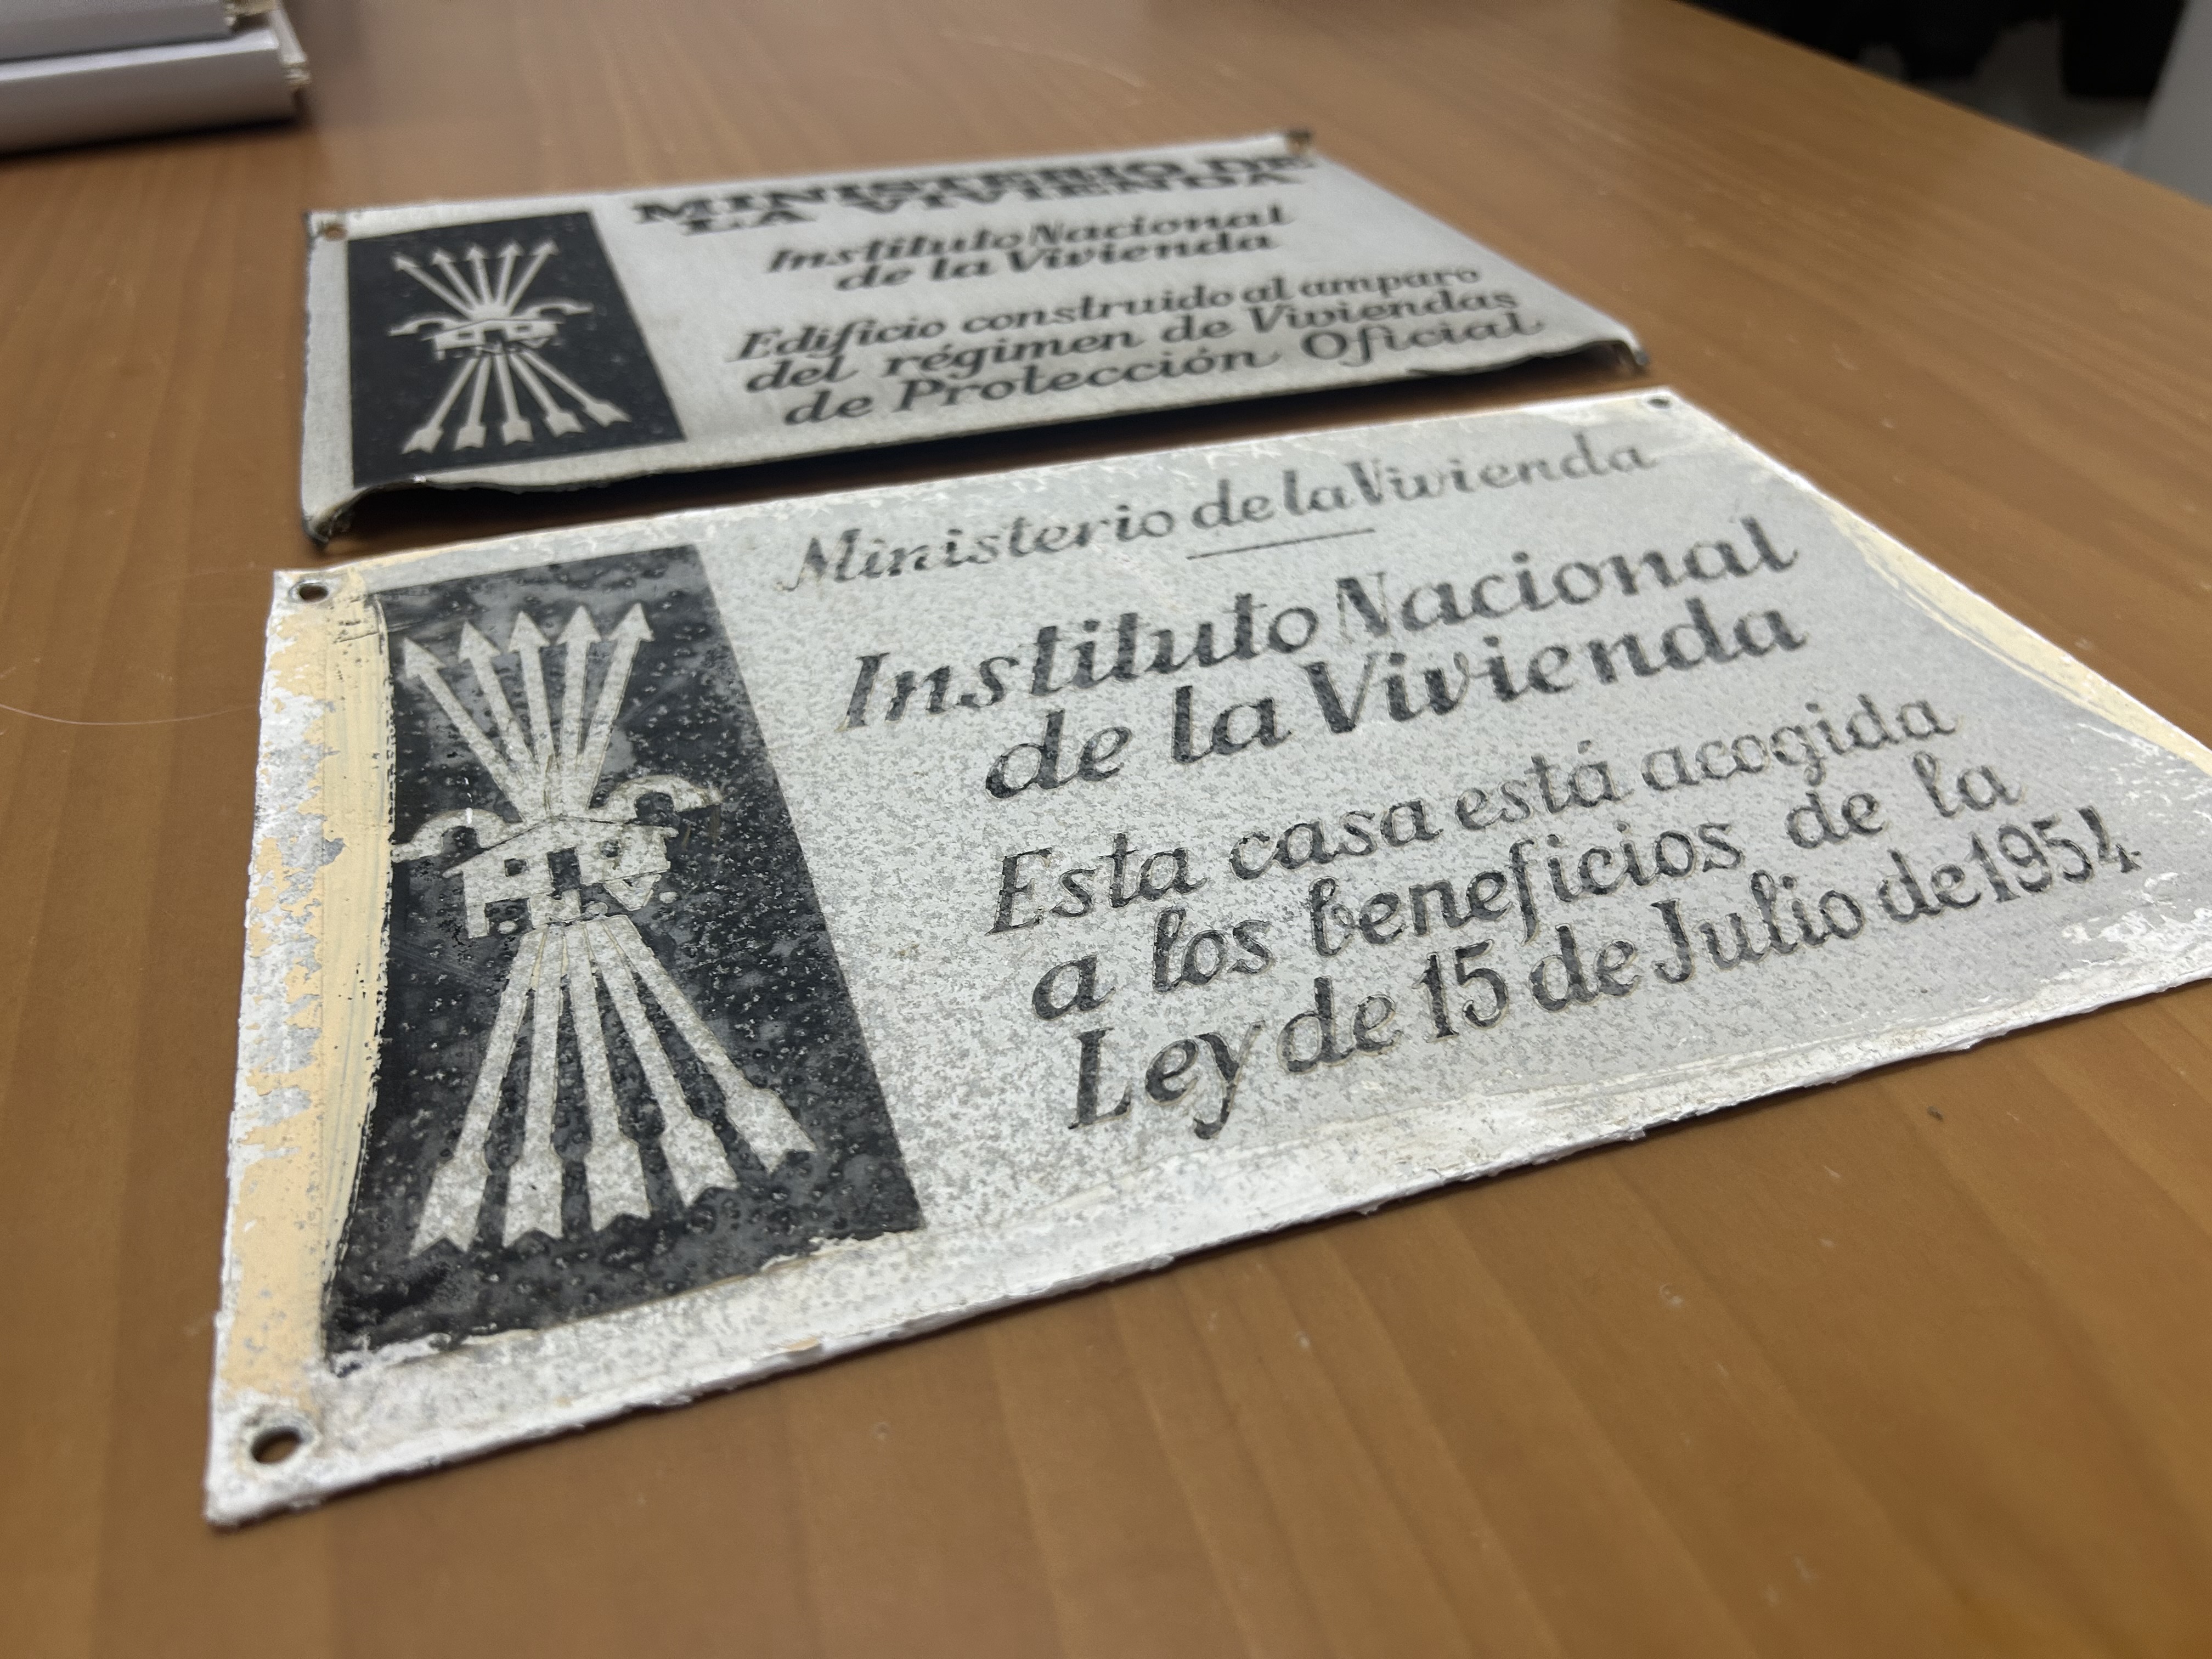 MINISTERIO DE
LA VIVIENDA
Instituto Nacional
de la Vivienda
Edificio construido al amparo
del régimen de Viviendas
de Protección Oficial
Ministerio de la Vivienda
Instituto Nacional
de la Vivienda
Esta casa está acogida
a los beneficios de la
Ley de 15 de Julio de 1954